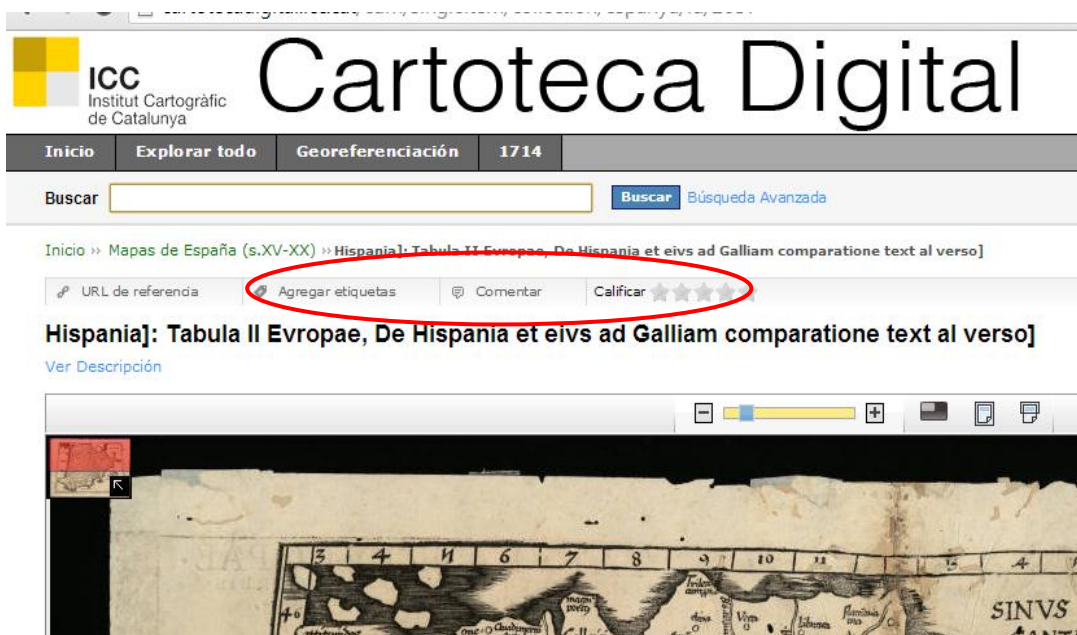 ICC
Institut Cartogràfic
de Catalunya
Cartoteca Digital
Inicio Explorar todo Georeferenciación 1714
Buscar Buscar Búsqueda Avanzada
Inicio ›› Mapas de España (s.XV-XX) ›› Hispania]: Tabula II Evropae, De Hispania et eivs ad Galliam comparatione text al verso]
URL de referencia Agregar etiquetas Comentar Calificar
Hispania]: Tabula II Evropae, De Hispania et eivs ad Galliam comparatione text al verso]
Ver Descripción
3 4 6 7 8 9 10 11
SINVS